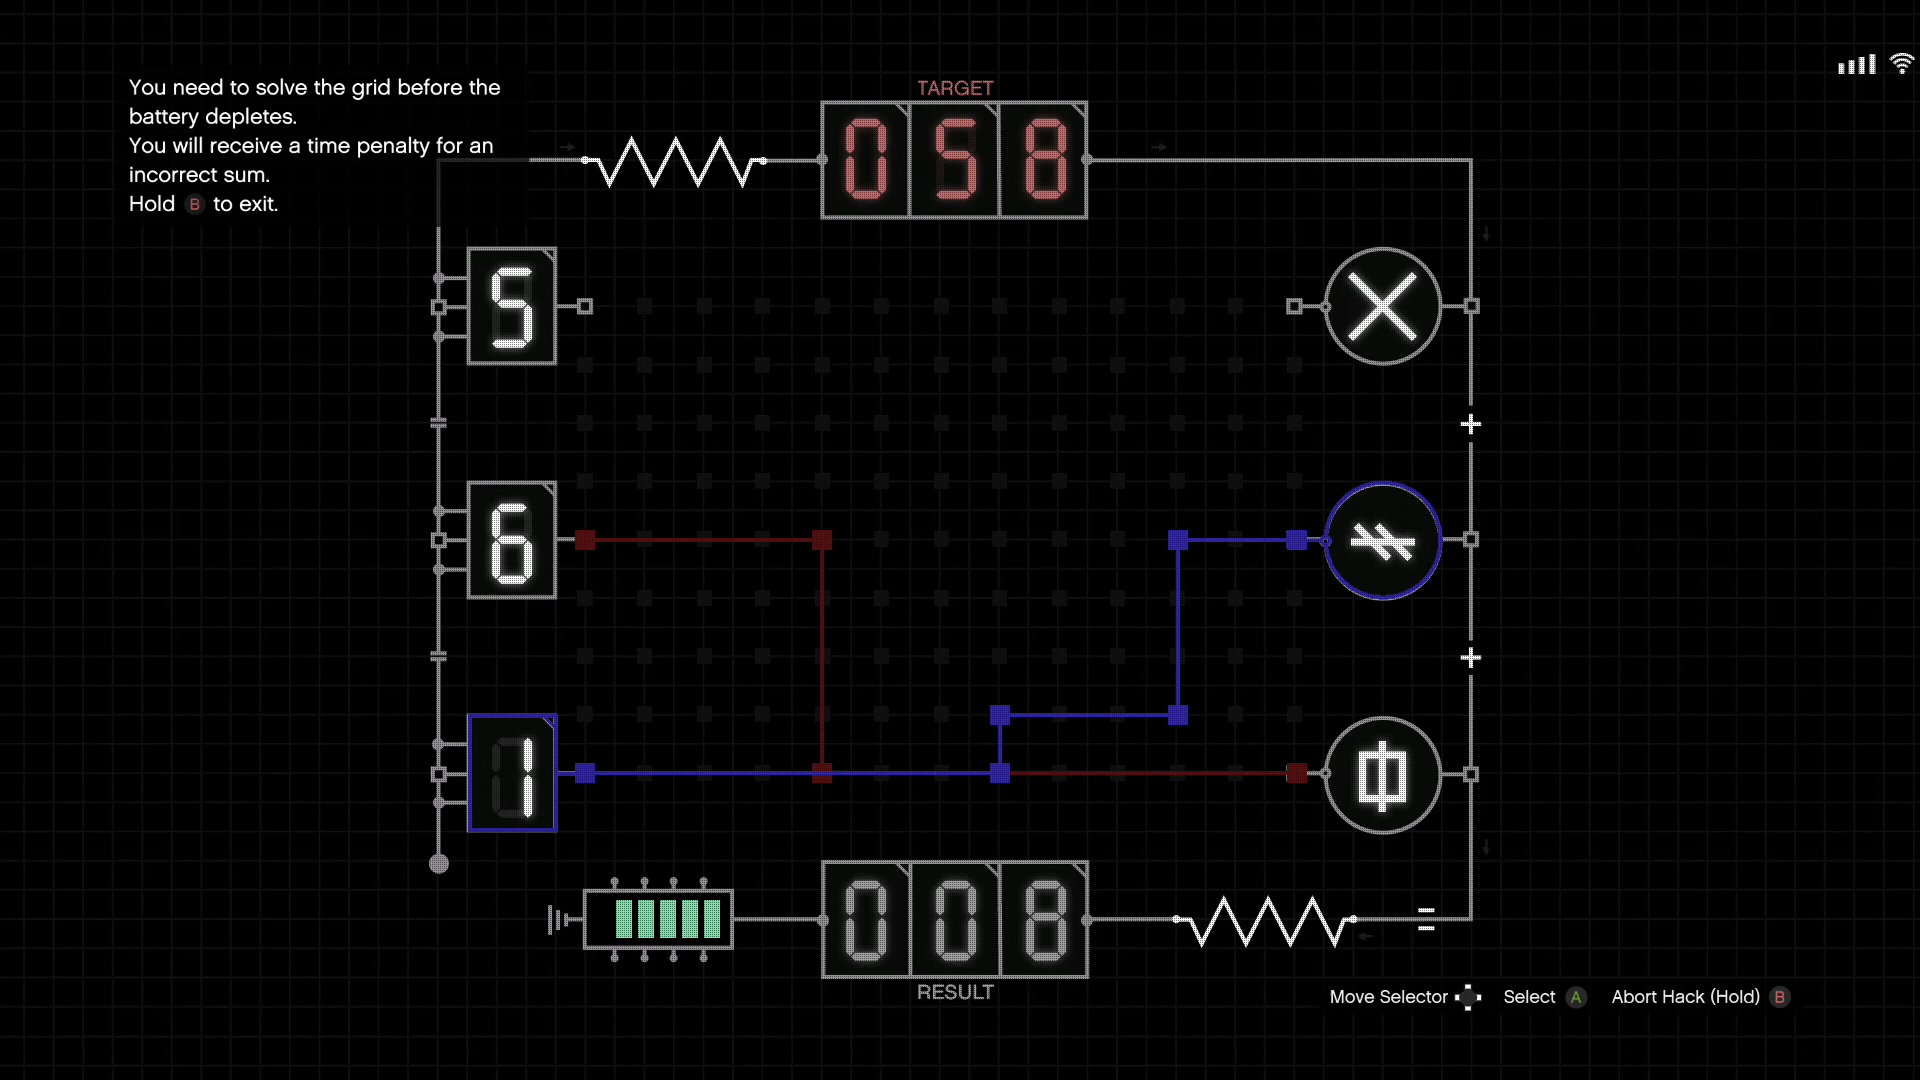 You need to solve the grid before the
battery depletes.
You will receive a time penalty for an
incorrect sum.
Hold B to exit.
TARGET
058
5
6
1
008
RESULT
Move Selector Select A Abort Hack (Hold) B